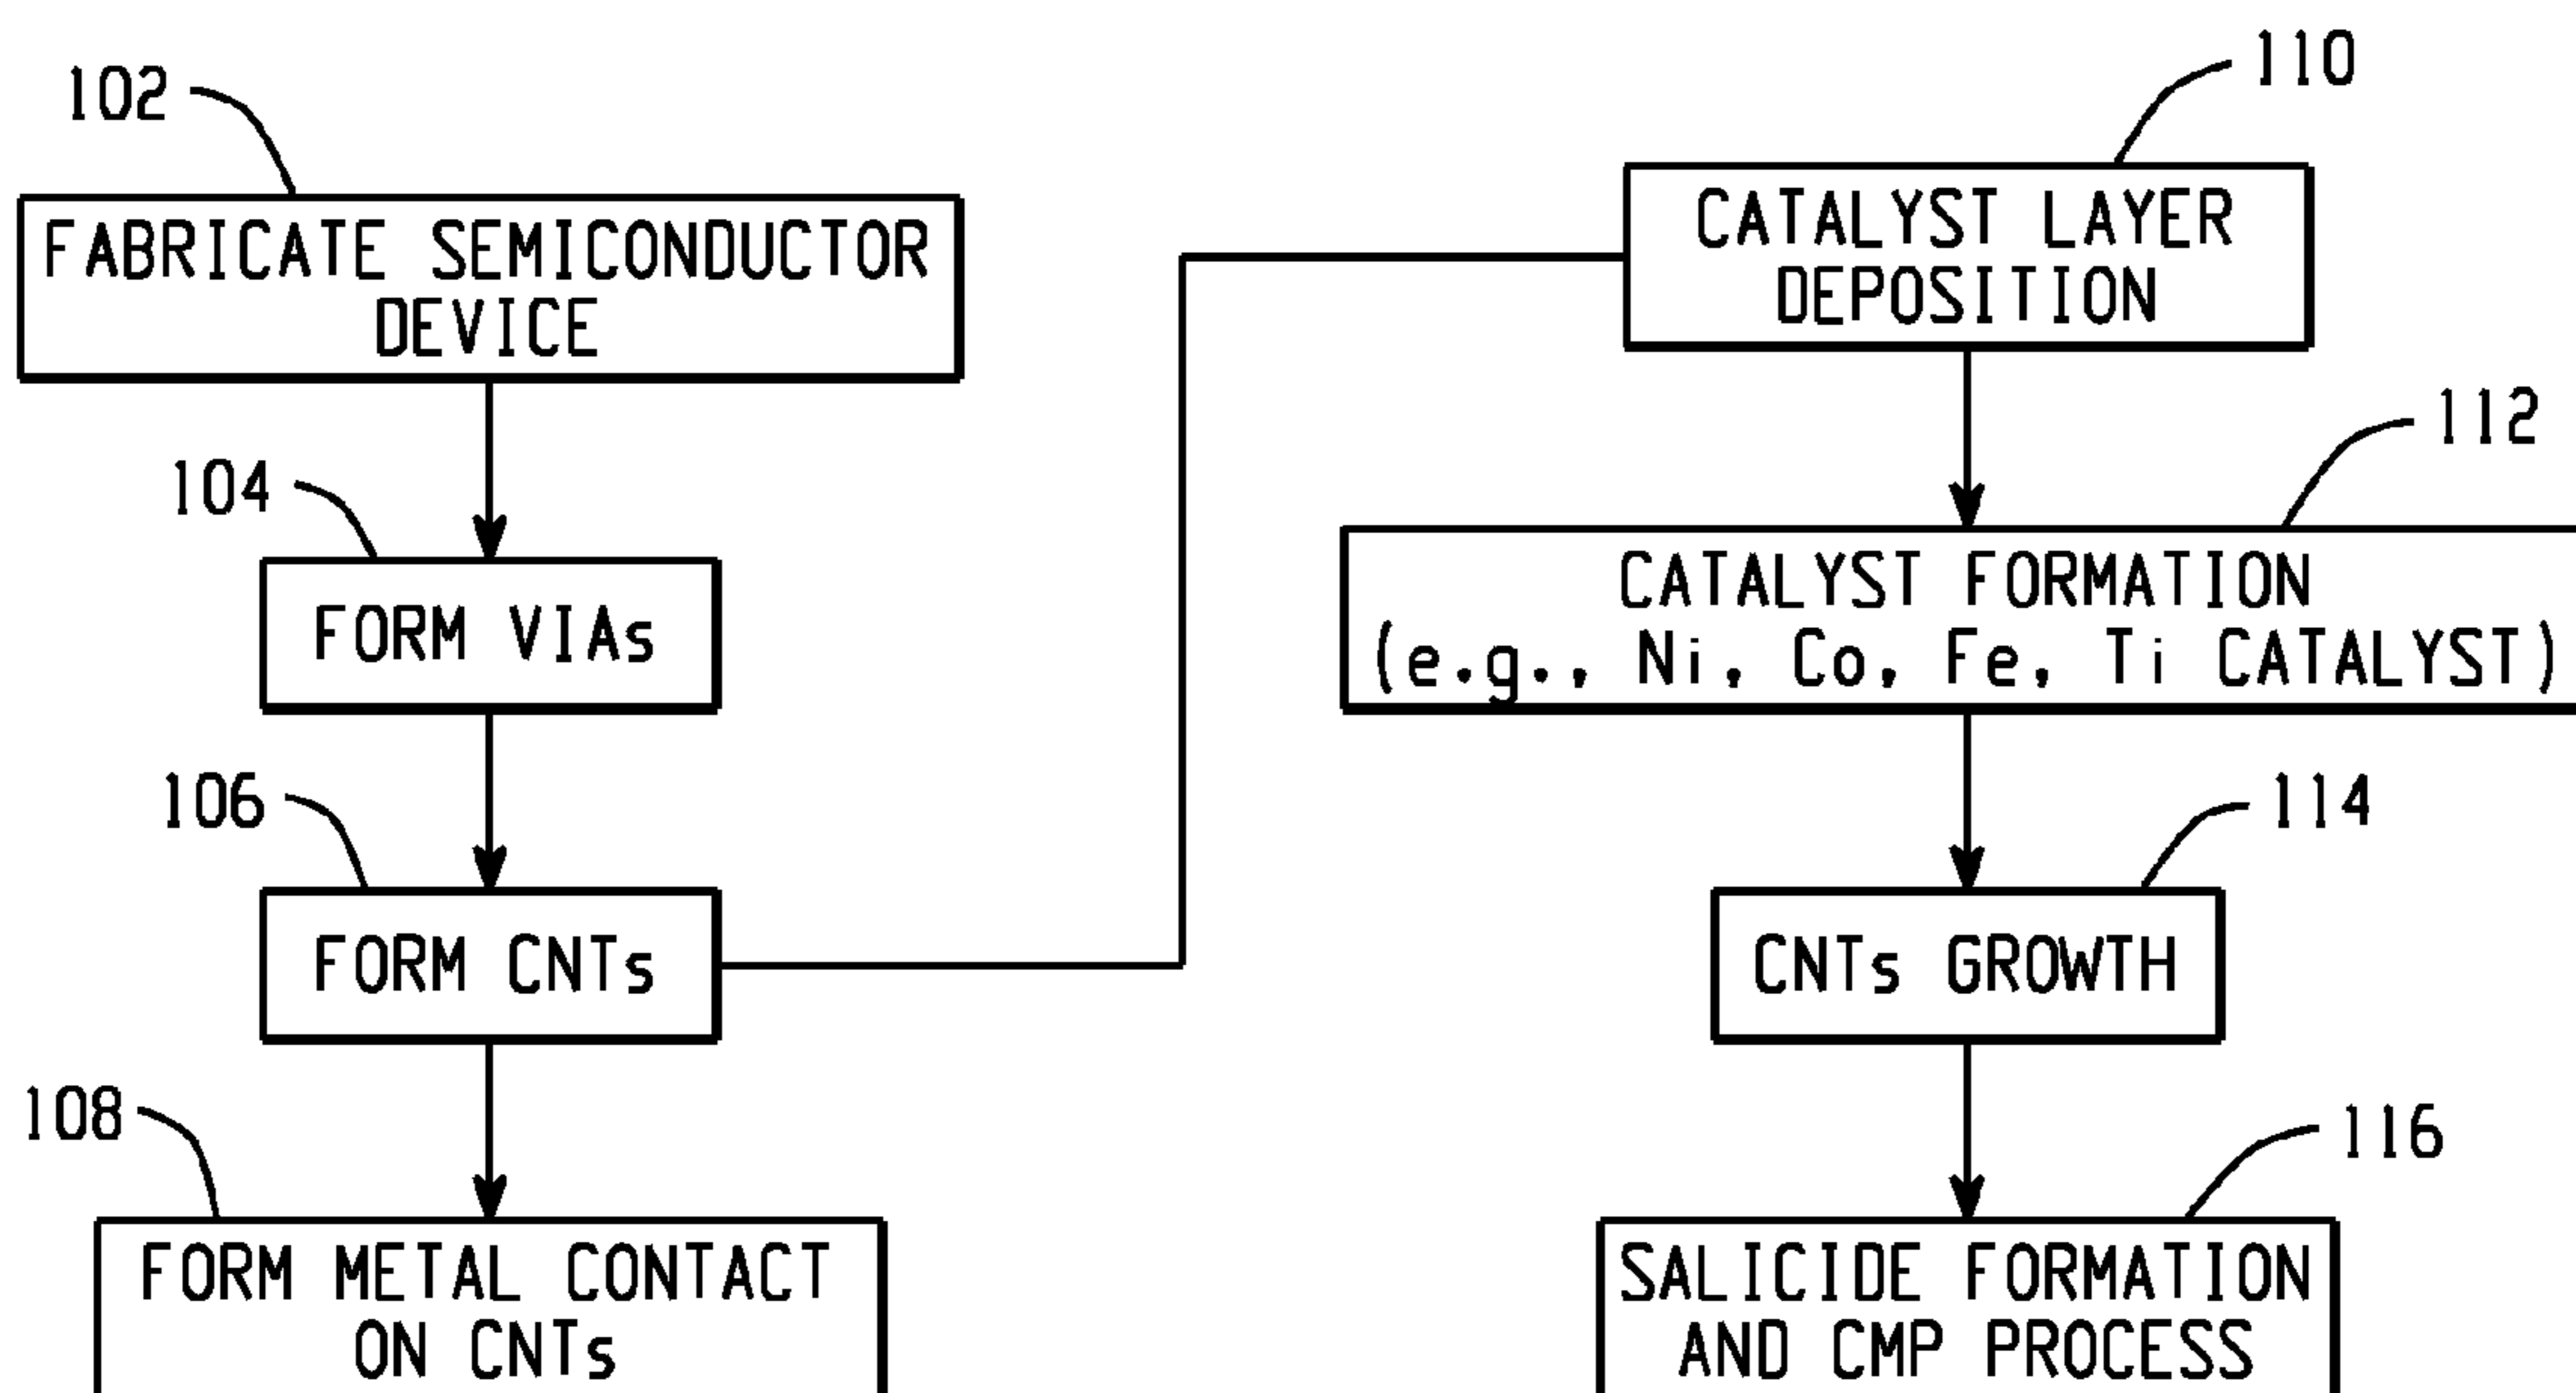 102
FABRICATE SEMICONDUCTOR
DEVICE
104
FORM VIAs
106
FORM CNTs
108
FORM METAL CONTACT
ON CNTs
110
CATALYST LAYER
DEPOSITION
112
CATALYST FORMATION
(e.g., Ni, Co, Fe, Ti CATALYST)
114
CNTs GROWTH
116
SALICIDE FORMATION
AND CMP PROCESS